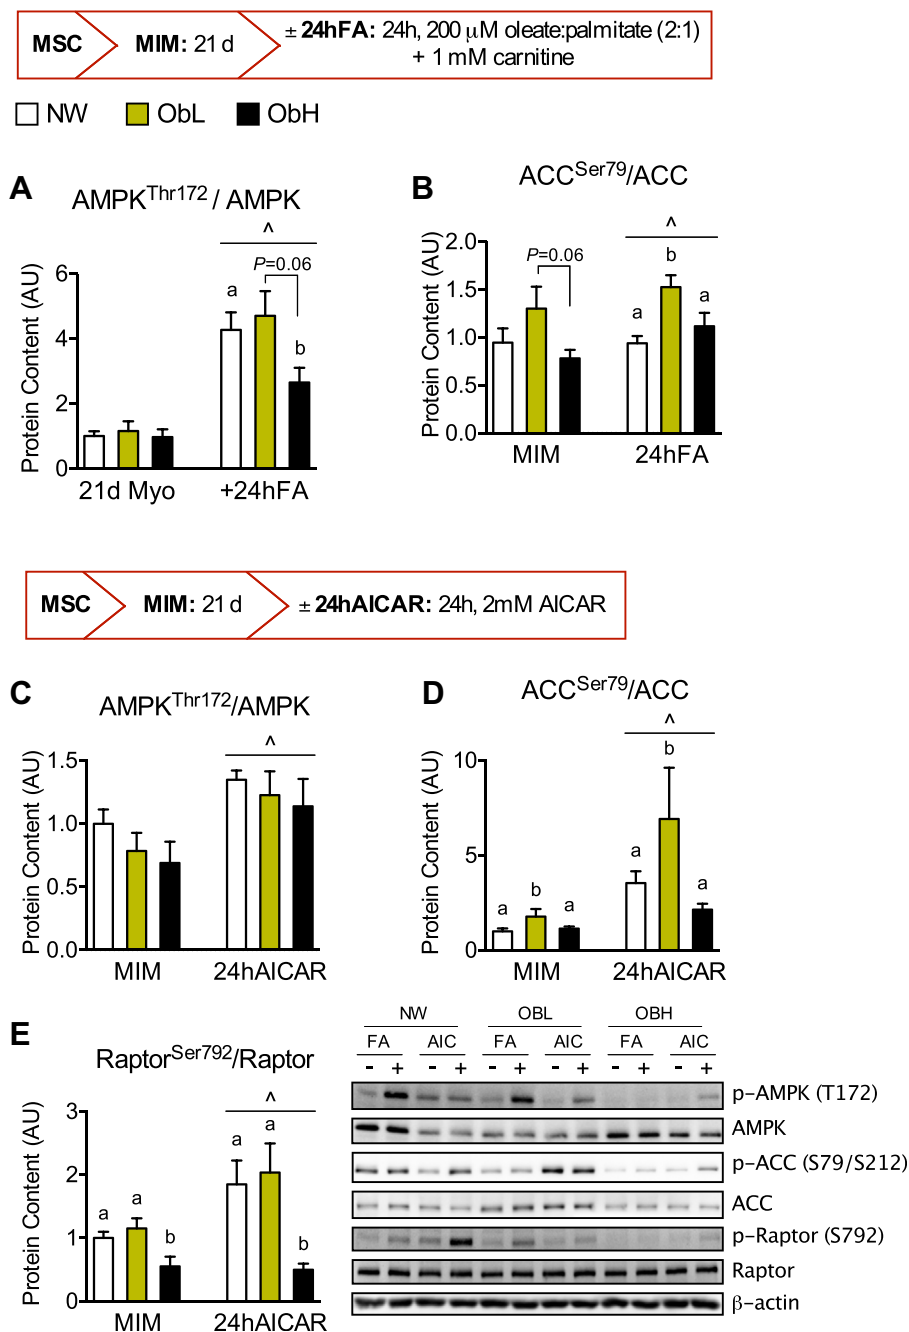 MSC MIM: 21 d ± 24hFA: 24h, 200 µM oleate:palmitate (2:1)
+ 1 mM carnitine
NW ObL ObH
A AMPKThr172 / AMPK
^
P=0.06
a
b
Protein Content (AU)
6
4
2
0
21d Myo +24hFA
B ACCSer79/ACC
^
P=0.06
b
a a
Protein Content (AU)
2.0
1.5
1.0
0.5
0.0
MIM 24hFA
MSC MIM: 21 d ± 24hAICAR: 24h, 2mM AICAR
C AMPKThr172/AMPK
^
Protein Content (AU)
1.5
1.0
0.5
0.0
MIM 24hAICAR
D ACCSer79/ACC
^
b
a
a b a a
Protein Content (AU)
10
5
0
MIM 24hAICAR
E RaptorSer792/Raptor
^
a a
a a
b b
Protein Content (AU)
3
2
1
0
MIM 24hAICAR
NW OBL OBH
FA AIC FA AIC FA AIC
- + - + - + - + - + - +
p-AMPK (T172)
AMPK
p-ACC (S79/S212)
ACC
p-Raptor (S792)
Raptor
β-actin